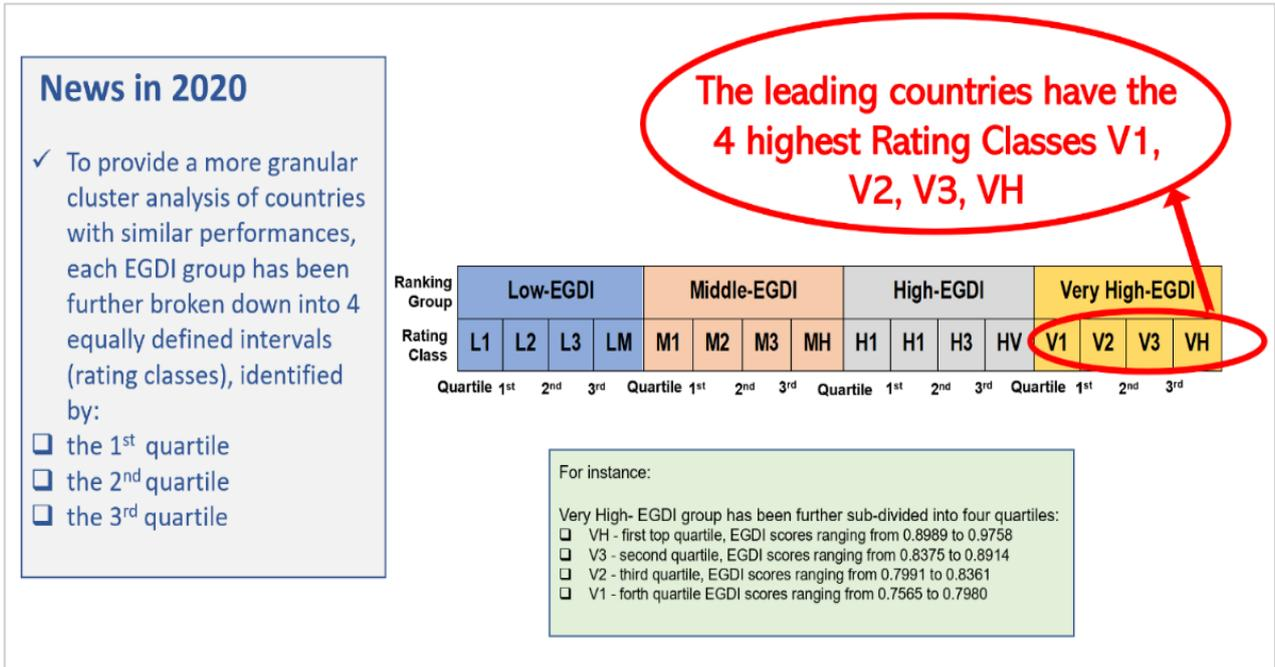 News in 2020
✓ To provide a more granular
cluster analysis of countries
with similar performances,
each EGDI group has been
further broken down into 4
equally defined intervals
(rating classes), identified
by:
❑ the 1st quartile
❑ the 2nd quartile
❑ the 3rd quartile
The leading countries have the
4 highest Rating Classes V1,
V2, V3, VH
Ranking Group Low-EGDI Middle-EGDI High-EGDI Very High-EGDI
Rating Class L1 L2 L3 LM M1 M2 M3 MH H1 H1 H3 HV V1 V2 V3 VH
Quartile 1st 2nd 3rd Quartile 1st 2nd 3rd Quartile 1st 2nd 3rd Quartile 1st 2nd 3rd
For instance:
Very High- EGDI group has been further sub-divided into four quartiles:
❑ VH - first top quartile, EGDI scores ranging from 0.8989 to 0.9758
❑ V3 - second quartile, EGDI scores ranging from 0.8375 to 0.8914
❑ V2 - third quartile, EGDI scores ranging from 0.7991 to 0.8361
❑ V1 - forth quartile EGDI scores ranging from 0.7565 to 0.7980